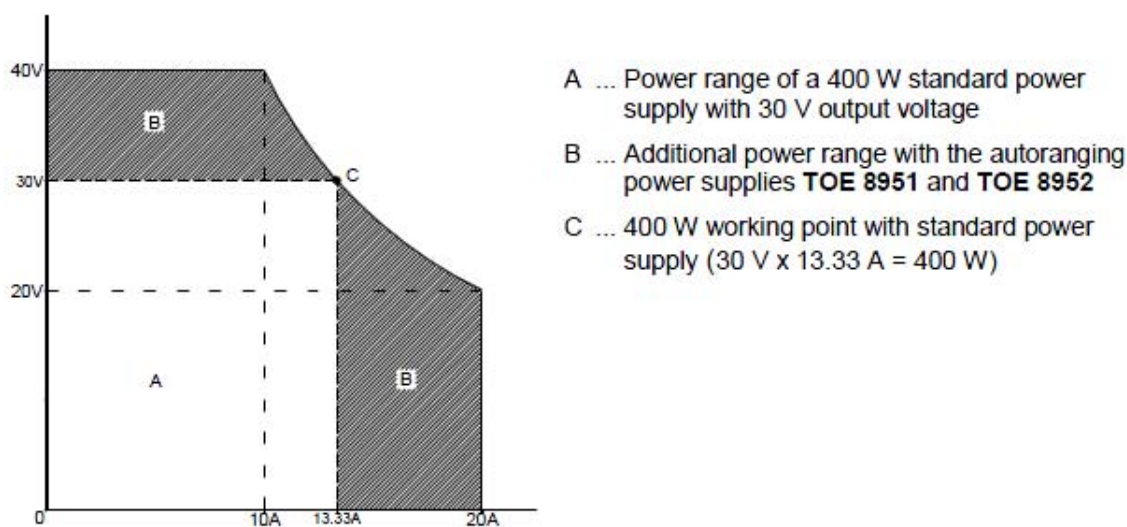 40V
B
30V
C
20V
A
B
0
10A
13.33A
20A
A ... Power range of a 400 W standard power
supply with 30 V output voltage
B ... Additional power range with the autoranging
power supplies TOE 8951 and TOE 8952
C ... 400 W working point with standard power
supply (30 V x 13.33 A = 400 W)